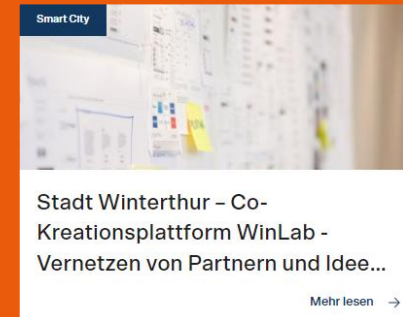 Smart City
Stadt Winterthur – Co-
Kreationsplattform WinLab -
Vernetzen von Partnern und Idee...
Mehr lesen →